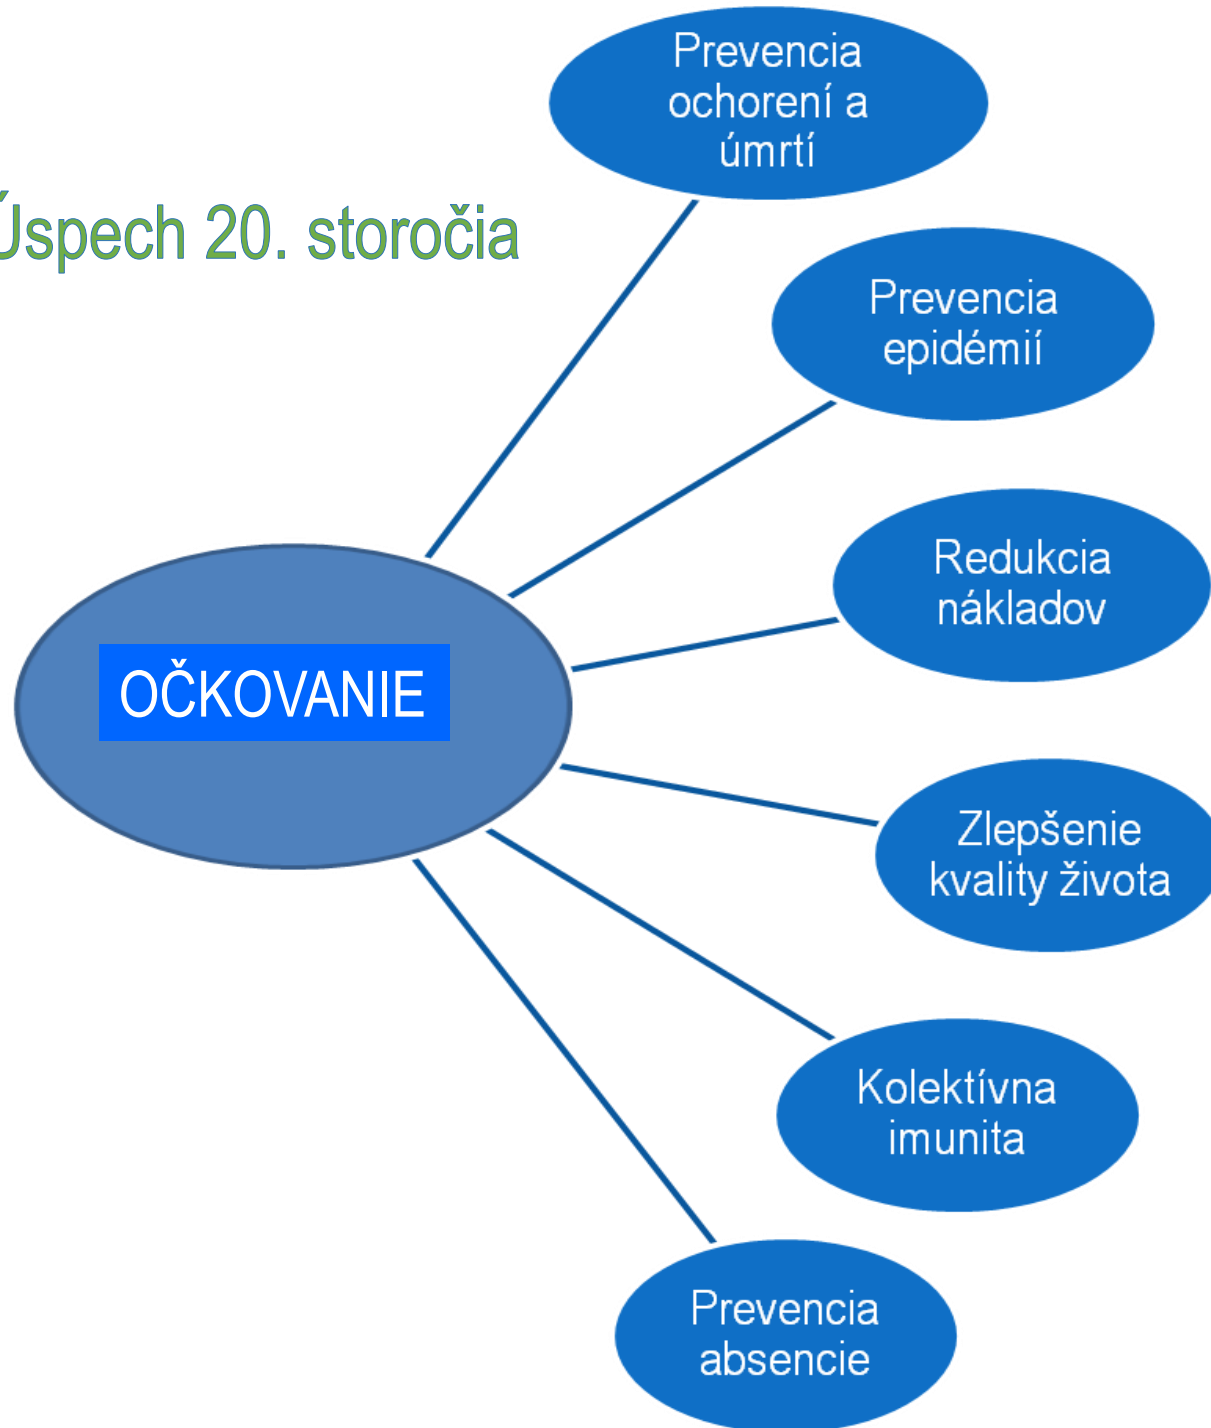 Úspech 20. storočia
OČKOVANIE
Prevencia
ochorení a
úmrtí
Prevencia
epidémií
Redukcia
nákladov
Zlepšenie
kvality života
Kolektívna
imunita
Prevencia
absencie